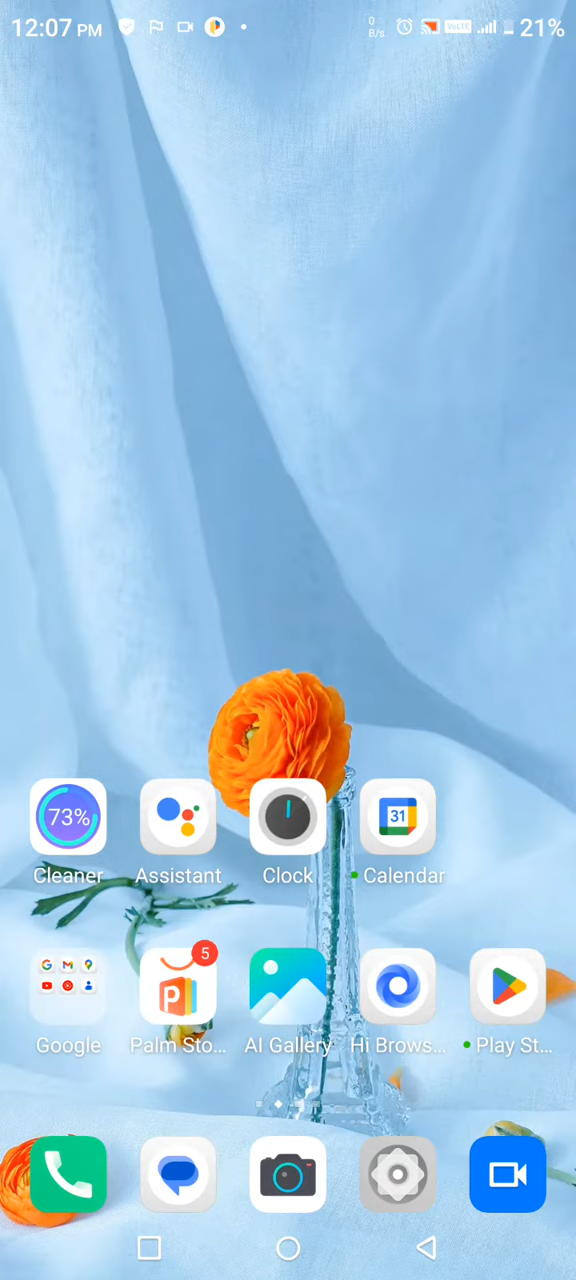 12:07 PM
0 B/s VoLTE 21%
73%
31
Cleaner Assistant Clock Calendar
5
P
Google Palm Sto... AI Gallery Hi Brows... Play St...